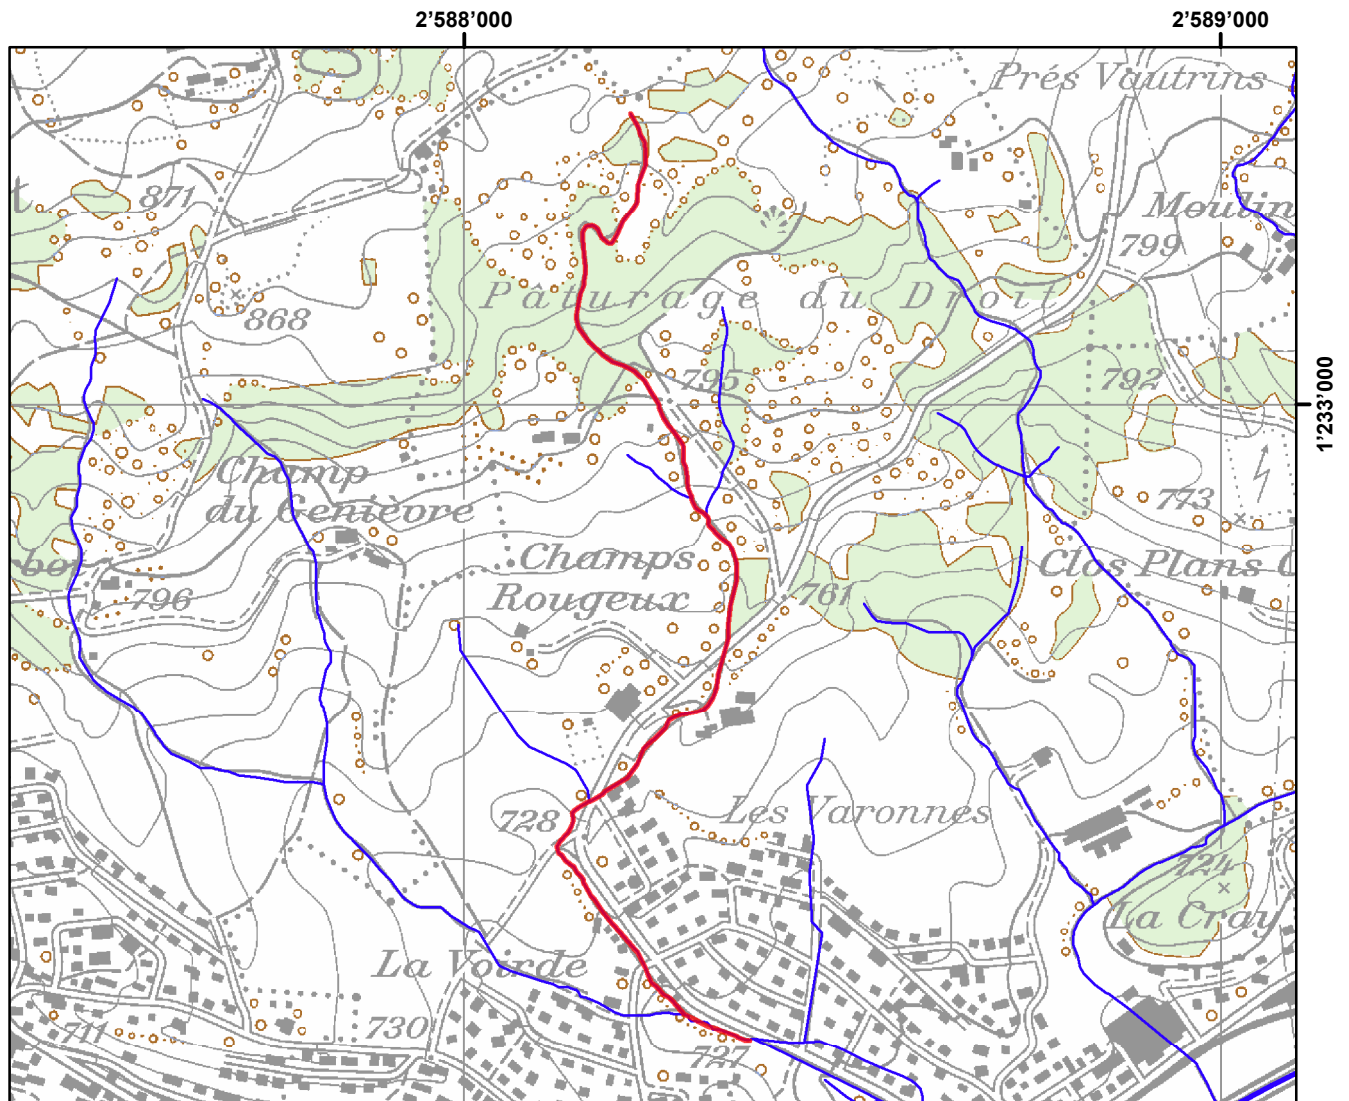 2’588’000 2’589’000
Prés Vautrins
t 871 Moulin
799
868 Pâturage du Droit
795 792
1’233’000
Champ
du Genièvre 773
Champs Clos Plans
bor
Rougeux
796 761
728 Les Varonnes
724
La Cray
La Voirde
711 730
727